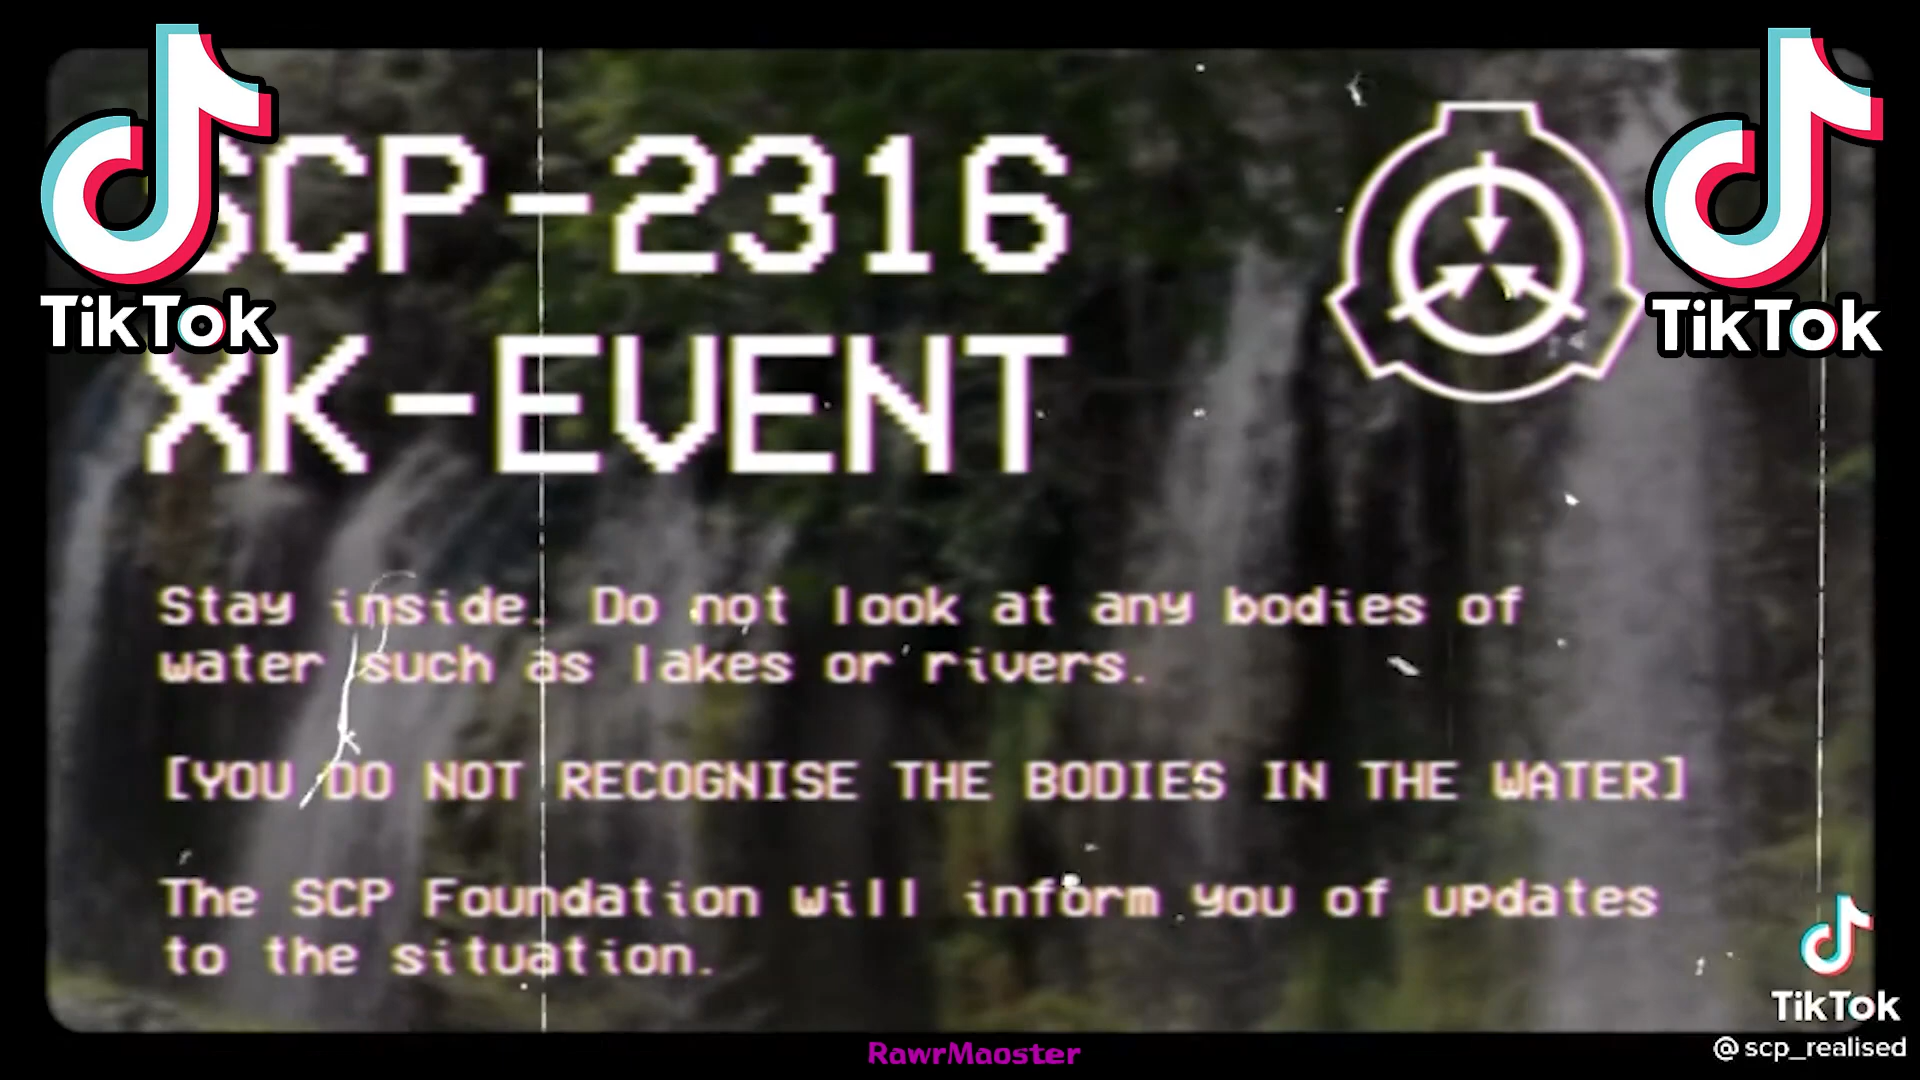 TikTok
TikTok
SCP-2316
XK-EVENT
Stay inside. Do not look at any bodies of
water such as lakes or rivers.
[YOU DO NOT RECOGNISE THE BODIES IN THE WATER]
The SCP Foundation will inform you of updates
to the situation.
TikTok
@scp_realised
RawrMaoster